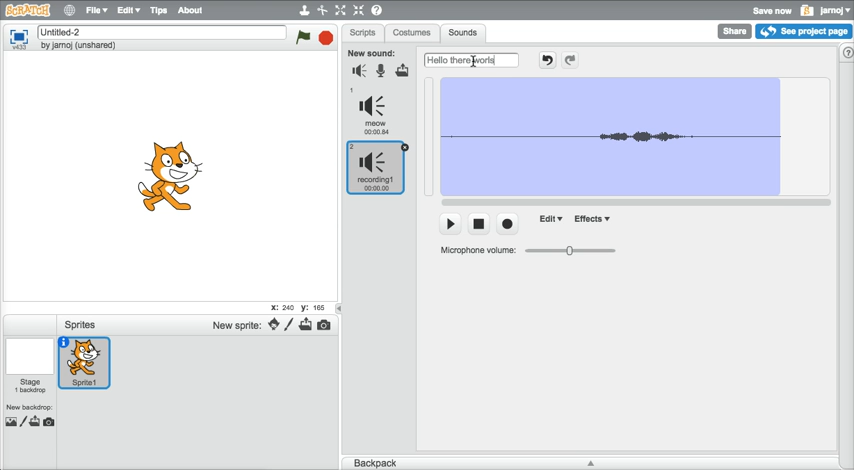 SCRATCH File▼ Edit▼ Tips About Save now jamoj▼
v433 Untitled-2
by jamoj (unshared)
Scripts Costumes Sounds Share See project page
New sound:
Hello there worls
1
meow
00:00.84
2
recording1
00:00.00
Edit▼ Effects▼
Microphone volume:
x: 240 y: 165
Sprites New sprite:
Stage
1 backdrop
Sprite1
New backdrop:
Backpack